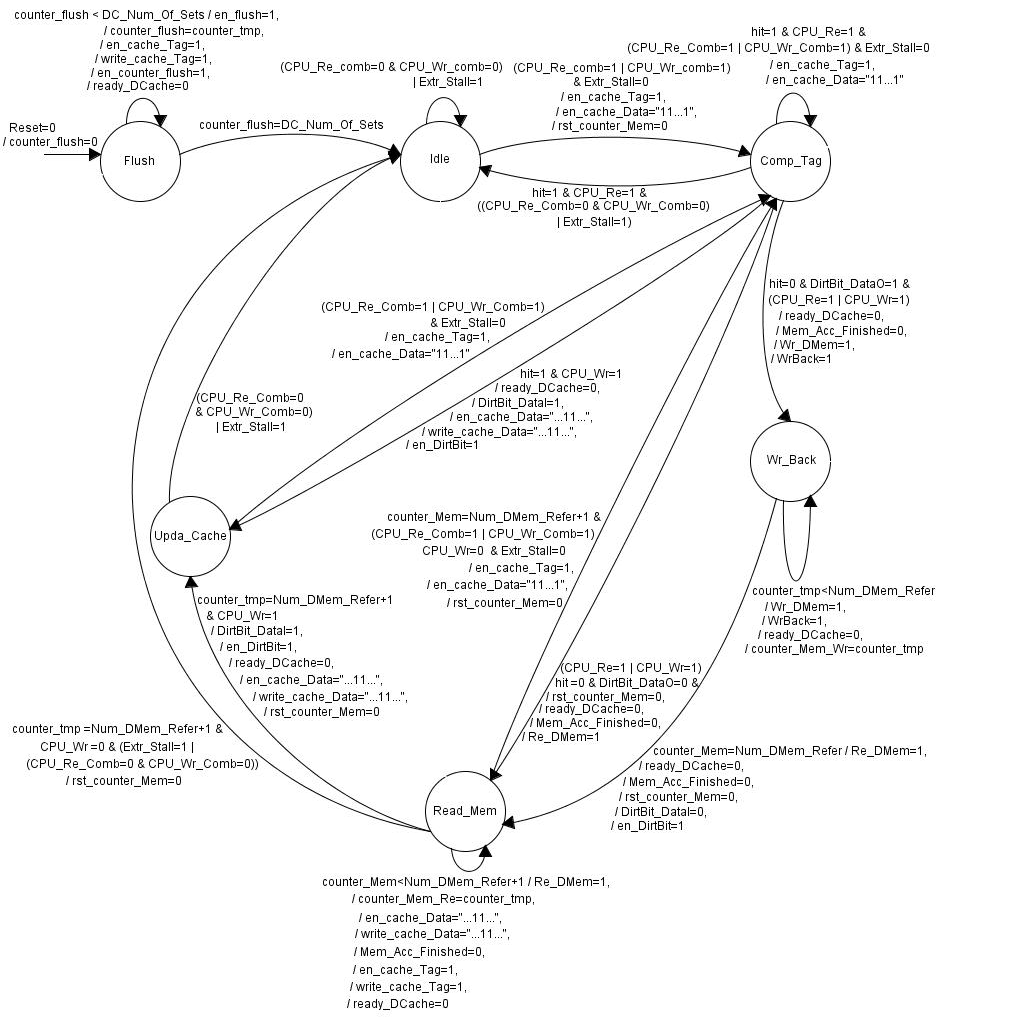 counter_flush < DC_Num_Of_Sets / en_flush=1,
/ counter_flush=counter_tmp,
/ en_cache_Tag=1,
/ write_cache_Tag=1,
/ en_counter_flush=1,
/ ready_DCache=0
Reset=0
/ counter_flush=0
Flush
counter_flush=DC_Num_Of_Sets
(CPU_Re_comb=0 & CPU_Wr_comb=0)
| Extr_Stall=1
Idle
(CPU_Re_comb=1 | CPU_Wr_comb=1)
& Extr_Stall=0
/ en_cache_Tag=1,
/ en_cache_Data="11...1",
/ rst_counter_Mem=0
hit=1 & CPU_Re=1 &
(CPU_Re_Comb=1 | CPU_Wr_Comb=1) & Extr_Stall=0
/ en_cache_Tag=1,
/ en_cache_Data="11...1"
Comp_Tag
hit=1 & CPU_Re=1 &
((CPU_Re_Comb=0 & CPU_Wr_Comb=0)
| Extr_Stall=1)
hit=0 & DirtBit_DataO=1 &
(CPU_Re=1 | CPU_Wr=1)
/ ready_DCache=0,
/ Mem_Acc_Finished=0,
/ Wr_DMem=1,
/ WrBack=1
(CPU_Re_Comb=1 | CPU_Wr_Comb=1)
& Extr_Stall=0
/ en_cache_Tag=1,
/ en_cache_Data="11...1"
hit=1 & CPU_Wr=1
/ ready_DCache=0,
/ DirtBit_DataI=1,
/ en_cache_Data="...11...",
/ write_cache_Data="...11...",
/ en_DirtBit=1
(CPU_Re_Comb=0
& CPU_Wr_Comb=0)
| Extr_Stall=1
Wr_Back
Upda_Cache
counter_Mem=Num_DMem_Refer+1 &
(CPU_Re_Comb=1 | CPU_Wr_Comb=1)
CPU_Wr=0 & Extr_Stall=0
/ en_cache_Tag=1,
/ en_cache_Data="11...1",
/ rst_counter_Mem=0
counter_tmp<Num_DMem_Refer
/ Wr_DMem=1,
/ WrBack=1,
/ ready_DCache=0,
/ counter_Mem_Wr=counter_tmp
counter_tmp=Num_DMem_Refer+1
& CPU_Wr=1
/ DirtBit_DataI=1,
/ en_DirtBit=1,
/ ready_DCache=0,
/ en_cache_Data="...11...",
/ write_cache_Data="...11...",
/ rst_counter_Mem=0
(CPU_Re=1 | CPU_Wr=1)
hit =0 & DirtBit_DataO=0 &
/ rst_counter_Mem=0,
/ ready_DCache=0,
/ Mem_Acc_Finished=0,
/ Re_DMem=1
counter_tmp =Num_DMem_Refer+1 &
CPU_Wr =0 & (Extr_Stall=1 |
(CPU_Re_Comb=0 & CPU_Wr_Comb=0))
/ rst_counter_Mem=0
counter_Mem=Num_DMem_Refer / Re_DMem=1,
/ ready_DCache=0,
/ Mem_Acc_Finished=0,
/ rst_counter_Mem=0,
/ DirtBit_DataI=0,
/ en_DirtBit=1
Read_Mem
counter_Mem<Num_DMem_Refer+1 / Re_DMem=1,
/ counter_Mem_Re=counter_tmp,
/ en_cache_Data="...11...",
/ write_cache_Data="...11...",
/ Mem_Acc_Finished=0,
/ en_cache_Tag=1,
/ write_cache_Tag=1,
/ ready_DCache=0